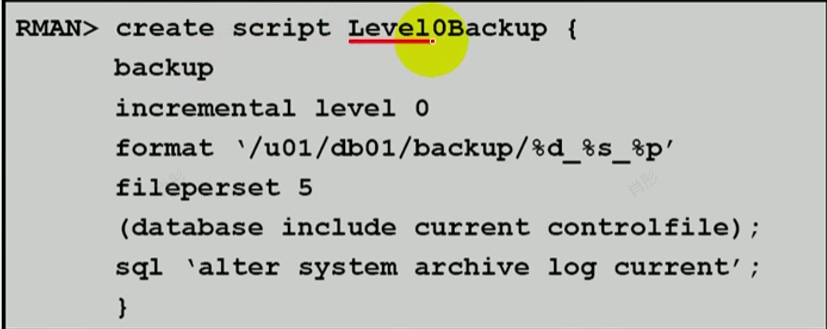 RMAN> create script Level0Backup {
backup
incremental level 0
format ‘/u01/db01/backup/%d_%s_%p’
fileperset 5
(database include current controlfile);
sql ‘alter system archive log current’;
}